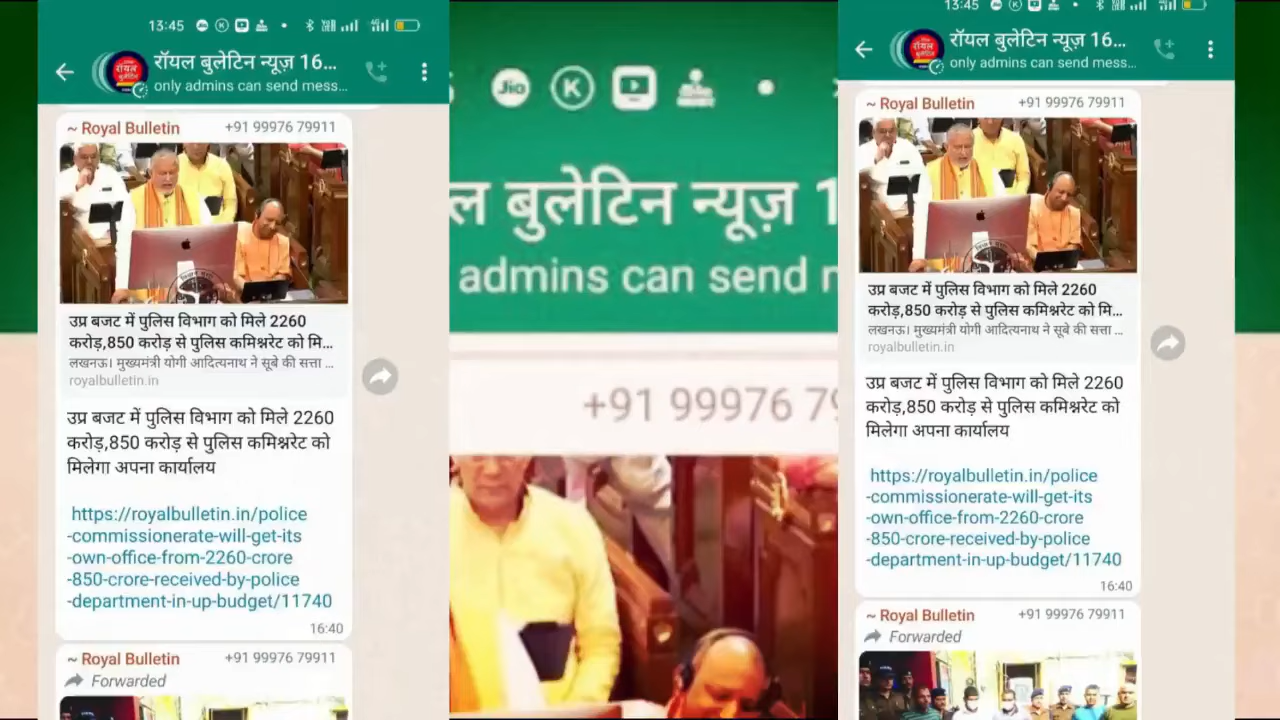 13:45
रॉयल बुलेटिन न्यूज़ 16...
only admins can send mess...
~ Royal Bulletin +91 99976 79911
उप्र बजट में पुलिस विभाग को मिले 2260
करोड़,850 करोड़ से पुलिस कमिश्नरेट को मि...
लखनऊ। मुख्यमंत्री योगी आदित्यनाथ ने सूबे की सत्ता ...
royalbulletin.in
उप्र बजट में पुलिस विभाग को मिले 2260
करोड़,850 करोड़ से पुलिस कमिश्नरेट को
मिलेगा अपना कार्यालय
https://royalbulletin.in/police
-commissionerate-will-get-its
-own-office-from-2260-crore
-850-crore-received-by-police
-department-in-up-budget/11740
16:40
~ Royal Bulletin +91 99976 79911
Forwarded
Jio K
ल बुलेटिन न्यूज़ 1
admins can send m
+91 99976 79
13:45
रॉयल बुलेटिन न्यूज़ 16...
only admins can send mess...
~ Royal Bulletin +91 99976 79911
उप्र बजट में पुलिस विभाग को मिले 2260
करोड़,850 करोड़ से पुलिस कमिश्नरेट को मि...
लखनऊ। मुख्यमंत्री योगी आदित्यनाथ ने सूबे की सत्ता ...
royalbulletin.in
उप्र बजट में पुलिस विभाग को मिले 2260
करोड़,850 करोड़ से पुलिस कमिश्नरेट को
मिलेगा अपना कार्यालय
https://royalbulletin.in/police
-commissionerate-will-get-its
-own-office-from-2260-crore
-850-crore-received-by-police
-department-in-up-budget/11740
16:40
~ Royal Bulletin +91 99976 79911
Forwarded